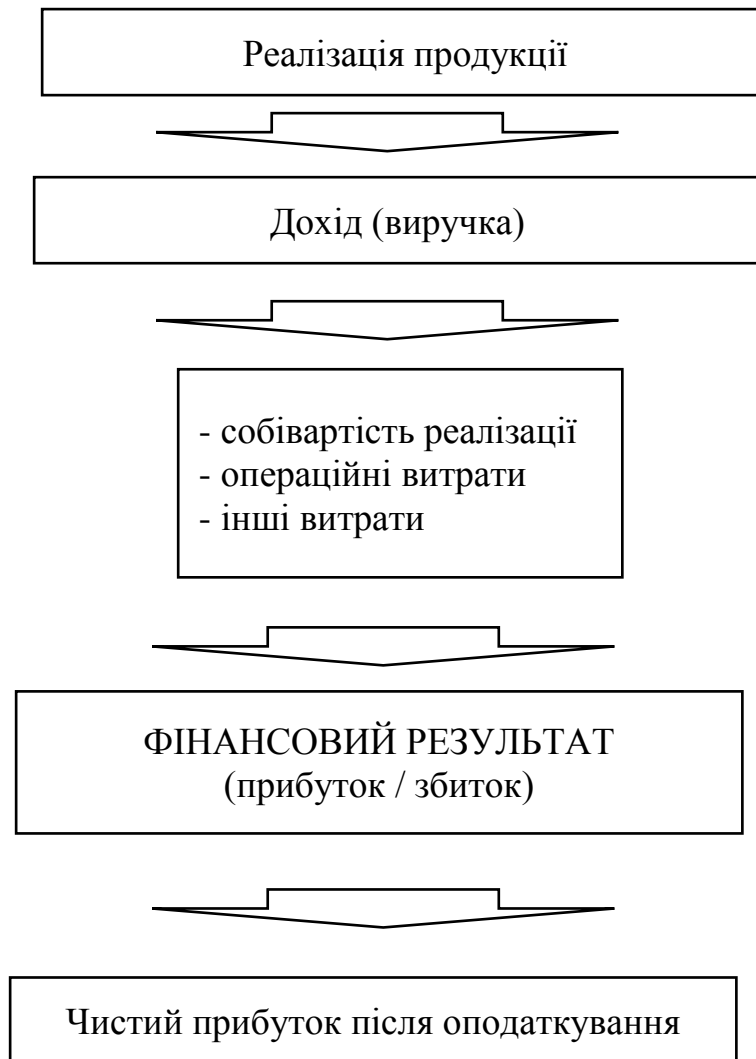 Реалізація продукції
Дохід (виручка)
- собівартість реалізації
- операційні витрати
- інші витрати
ФІНАНСОВИЙ РЕЗУЛЬТАТ
(прибуток / збиток)
Чистий прибуток після оподаткування